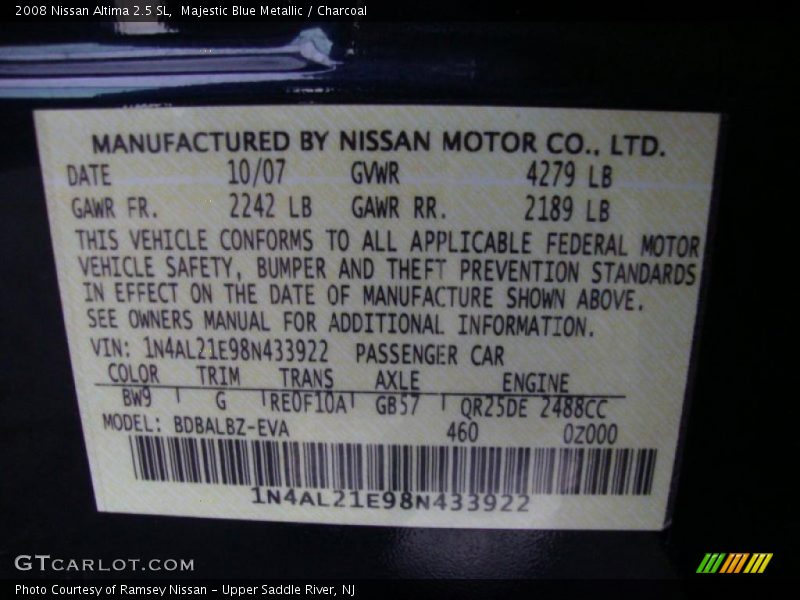 2008 Nissan Altima 2.5 SL, Majestic Blue Metallic / Charcoal
MANUFACTURED BY NISSAN MOTOR CO., LTD.
DATE 10/07 GVWR 4279 LB
GAWR FR. 2242 LB GAWR RR. 2189 LB
THIS VEHICLE CONFORMS TO ALL APPLICABLE FEDERAL MOTOR
VEHICLE SAFETY, BUMPER AND THEFT PREVENTION STANDARDS
IN EFFECT ON THE DATE OF MANUFACTURE SHOWN ABOVE.
SEE OWNERS MANUAL FOR ADDITIONAL INFORMATION.
VIN: 1N4AL21E98N433922 PASSENGER CAR
COLOR TRIM TRANS AXLE ENGINE
BW9 G RE0F10A GB57 QR25DE 2488CC
MODEL: BDBALBZ-EVA 460 0Z000
1N4AL21E98N433922
GTCARLOT.COM
Photo Courtesy of Ramsey Nissan - Upper Saddle River, NJ